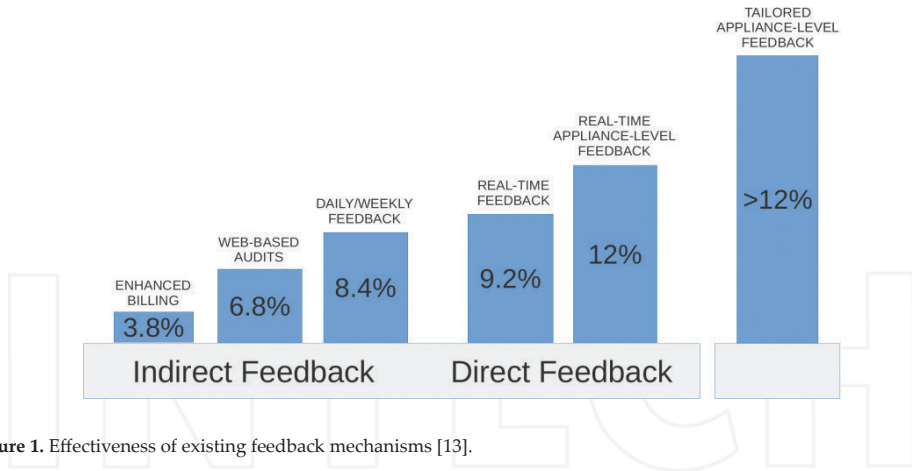 TAILORED
APPLIANCE-LEVEL
FEEDBACK
REAL-TIME
APPLIANCE-LEVEL
FEEDBACK
REAL-TIME
FEEDBACK
DAILY/WEEKLY
FEEDBACK
WEB-BASED
AUDITS
ENHANCED
BILLING
3.8%
6.8%
8.4%
9.2%
12%
>12%
Indirect Feedback
Direct Feedback
INTECH
ure 1. Effectiveness of existing feedback mechanisms [13].